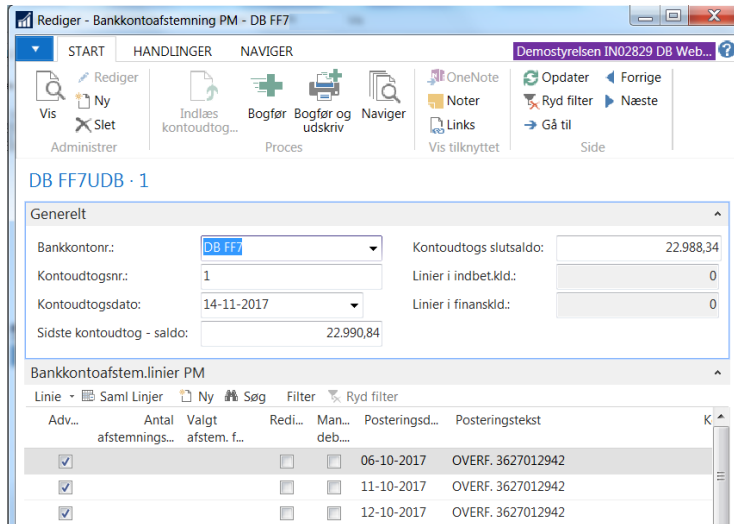 Rediger - Bankkontoafstemning PM - DB FF7
START HANDLINGER NAVIGER Demostyrelsen IN02829 DB Web...
Vis
Rediger
Ny
Slet
Administrer
Indlæs kontoudtog...
Bogfør
Bogfør og udskriv
Naviger
Proces
OneNote
Noter
Links
Vis tilknyttet
Opdater
Ryd filter
Gå til
Forrige
Næste
Side
DB FF7UDB · 1
Generelt
Bankkontonr.: DB FF7
Kontoudtogsnr.: 1
Kontoudtogsdato: 14-11-2017
Sidste kontoudtog - saldo: 22.990,84
Kontoudtogs slutsaldo: 22.988,34
Linier i indbet.kld.: 0
Linier i finanskld.: 0
Bankkontoafstem.linier PM
Linie Saml Linjer Ny Søg Filter Ryd filter
Adv... Antal afstemnings... Valgt afstem. f... Redi... Man... deb.... Posteringsd... Posteringstekst K
06-10-2017 OVERF. 3627012942
11-10-2017 OVERF. 3627012942
12-10-2017 OVERF. 3627012942